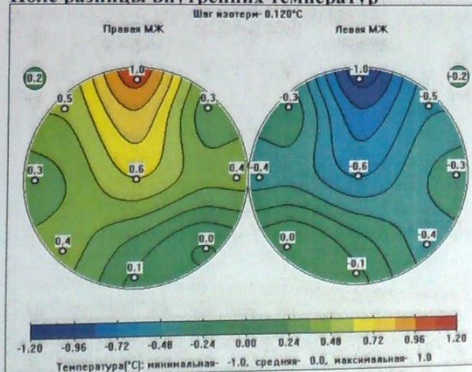 Поле разницы внутренних температур
Шаг изотерм- 0.120°C
Правая МЖ Левая МЖ
0.2 1.0 -1.0 -0.2
0.5 0.3 -0.3 -0.5
0.3 0.6 0.4 -0.4 -0.6 -0.3
0.4 0.0 0.0 -0.4
0.1 -0.1
-1.20 -0.96 -0.72 -0.48 -0.24 0.00 0.24 0.48 0.72 0.96 1.20
Температура[°C]: минимальная- -1.0, средняя- 0.0, максимальная- 1.0